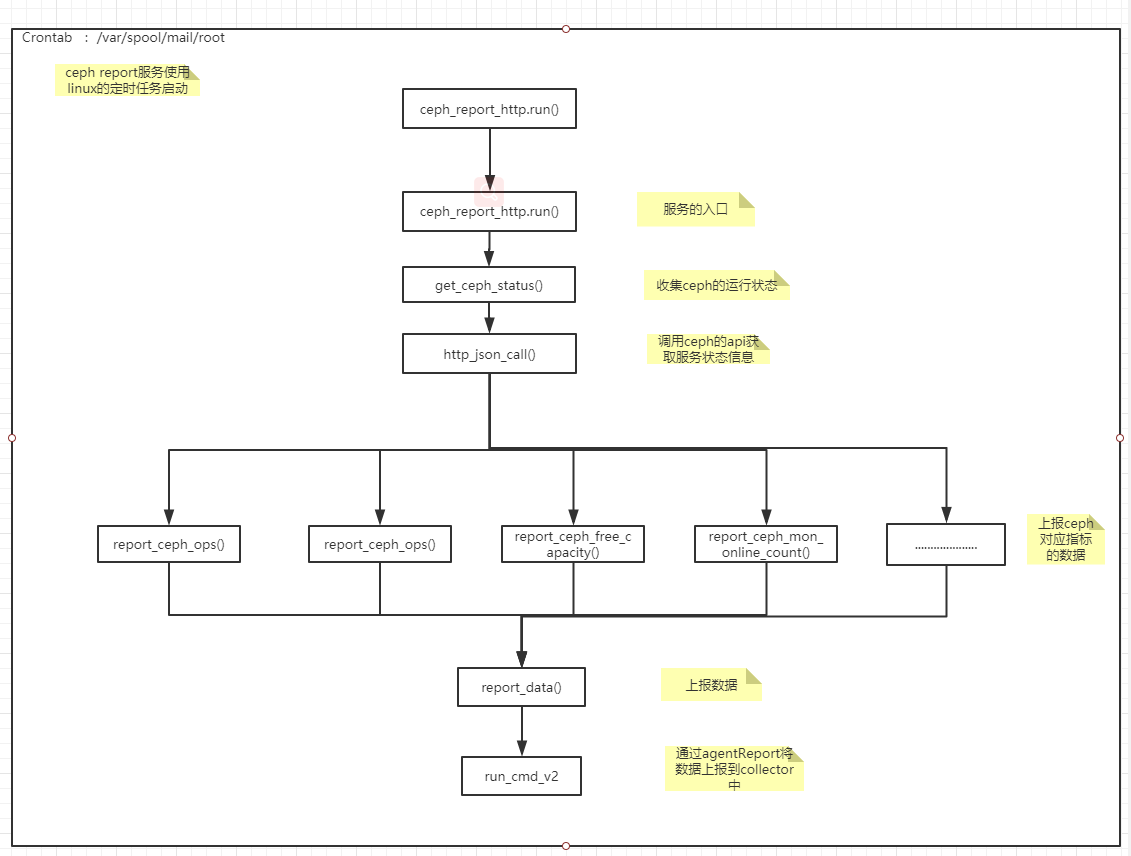 Crontab : /var/spool/mail/root
ceph report服务使用
linux的定时任务启动
ceph_report_http.run()
ceph_report_http.run()
服务的入口
get_ceph_status()
收集ceph的运行状态
http_json_call()
调用ceph的api获
取服务状态信息
report_ceph_ops()
report_ceph_ops()
report_ceph_free_c
apacity()
report_ceph_mon_
online_count()
.....................
上报ceph
对应指标
的数据
report_data()
上报数据
run_cmd_v2
通过agentReport将
数据上报到collector
中